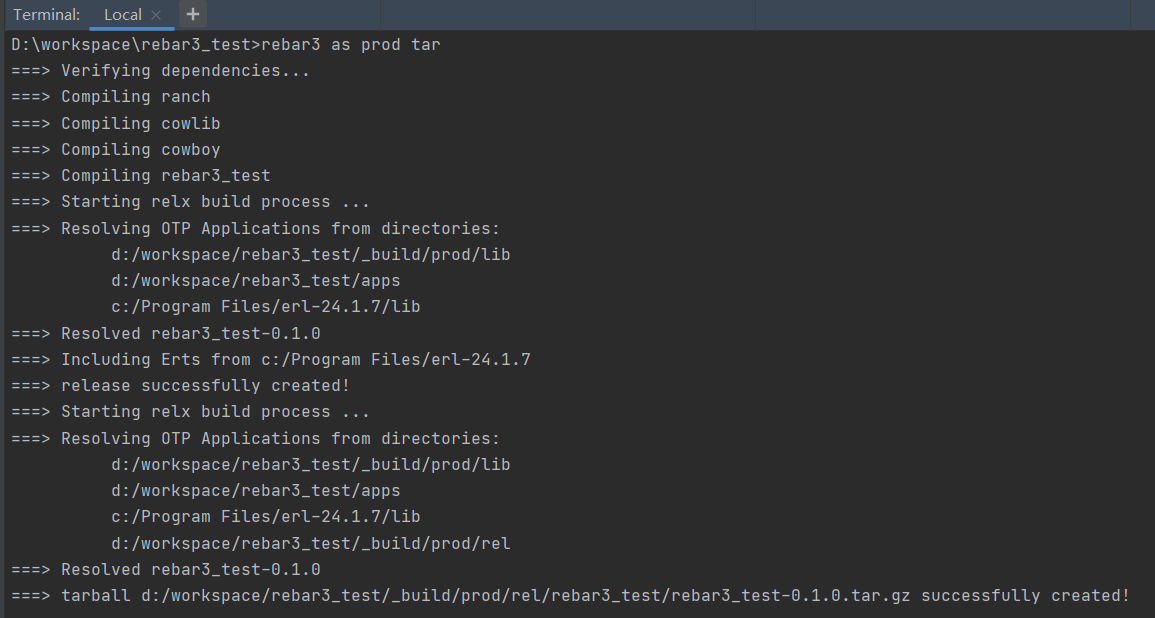 Terminal: Local × +
D:\workspace\rebar3_test>rebar3 as prod tar
===> Verifying dependencies...
===> Compiling ranch
===> Compiling cowlib
===> Compiling cowboy
===> Compiling rebar3_test
===> Starting relx build process ...
===> Resolving OTP Applications from directories:
          d:/workspace/rebar3_test/_build/prod/lib
          d:/workspace/rebar3_test/apps
          c:/Program Files/erl-24.1.7/lib
===> Resolved rebar3_test-0.1.0
===> Including Erts from c:/Program Files/erl-24.1.7
===> release successfully created!
===> Starting relx build process ...
===> Resolving OTP Applications from directories:
          d:/workspace/rebar3_test/_build/prod/lib
          d:/workspace/rebar3_test/apps
          c:/Program Files/erl-24.1.7/lib
          d:/workspace/rebar3_test/_build/prod/rel
===> Resolved rebar3_test-0.1.0
===> tarball d:/workspace/rebar3_test/_build/prod/rel/rebar3_test/rebar3_test-0.1.0.tar.gz successfully created!